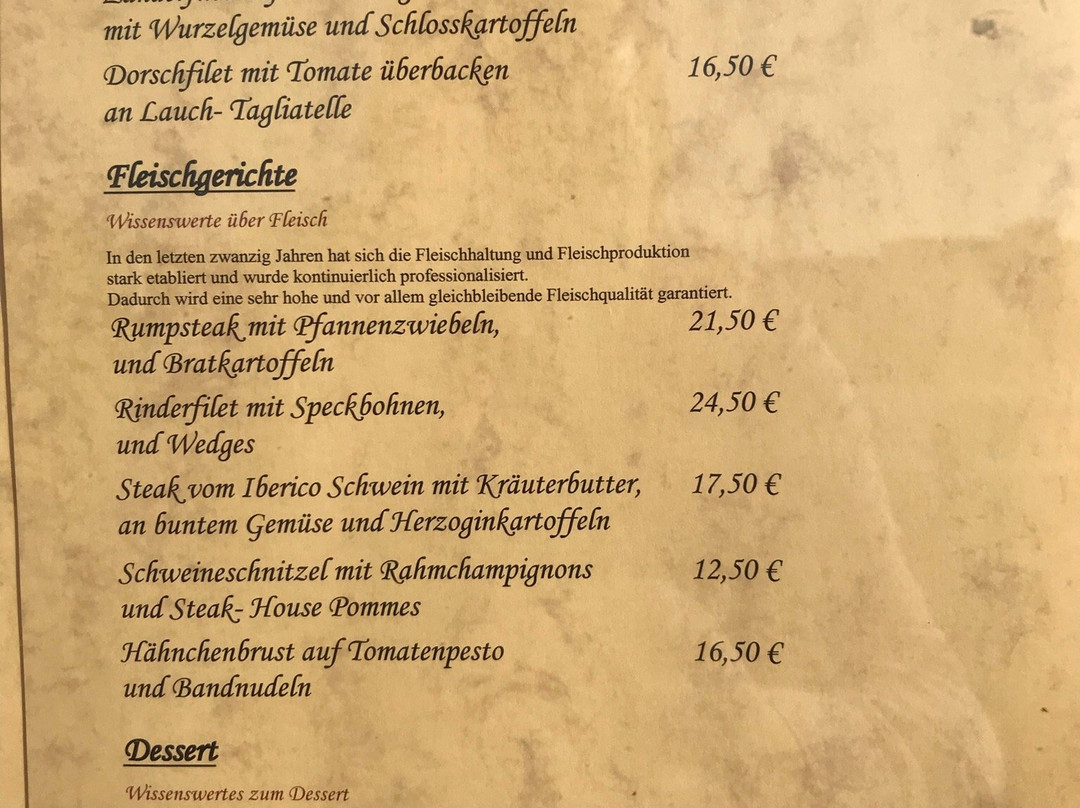 mit Wurzelgemüse und Schlosskartoffeln
Dorschfilet mit Tomate überbacken 16,50 €
an Lauch- Tagliatelle
Fleischgerichte
Wissenswerte über Fleisch
In den letzten zwanzig Jahren hat sich die Fleischhaltung und Fleischproduktion
stark etabliert und wurde kontinuierlich professionalisiert.
Dadurch wird eine sehr hohe und vor allem gleichbleibende Fleischqualität garantiert.
Rumpsteak mit Pfannenzwiebeln, 21,50 €
und Bratkartoffeln
Rinderfilet mit Speckbohnen, 24,50 €
und Wedges
Steak vom Iberico Schwein mit Kräuterbutter, 17,50 €
an buntem Gemüse und Herzoginkartoffeln
Schweineschnitzel mit Rahmchampignons 12,50 €
und Steak- House Pommes
Hähnchenbrust auf Tomatenpesto 16,50 €
und Bandnudeln
Dessert
Wissenswertes zum Dessert